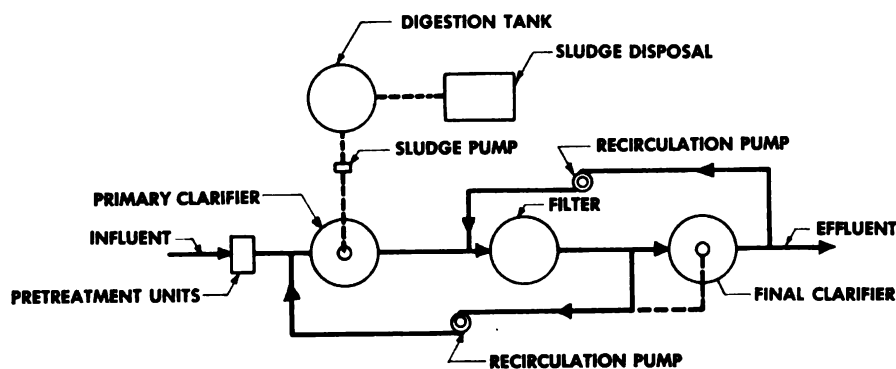 DIGESTION TANK
SLUDGE DISPOSAL
RECIRCULATION PUMP
SLUDGE PUMP
PRIMARY CLARIFIER
FILTER
INFLUENT
EFFLUENT
PRETREATMENT UNITS
FINAL CLARIFIER
RECIRCULATION PUMP